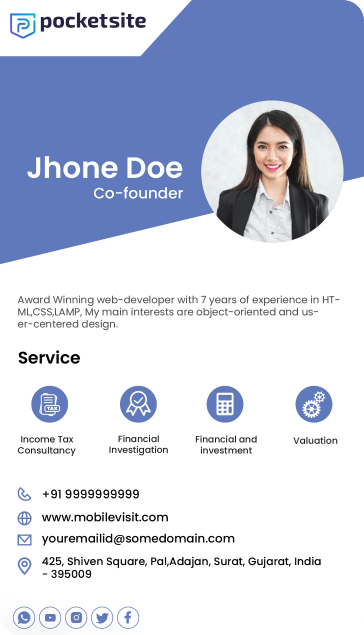 pocketsite
Jhone Doe
Co-founder
Award Winning web-developer with 7 years of experience in HT-
ML,CSS,LAMP, My main interests are object-oriented and us-
er-centered design.
Service
TAX
Income Tax
Consultancy
Financial
Investigation
Financial and
investment
Valuation
+91 9999999999
www.mobilevisit.com
youremailid@somedomain.com
425, Shiven Square, Pal,Adajan, Surat, Gujarat, India
- 395009